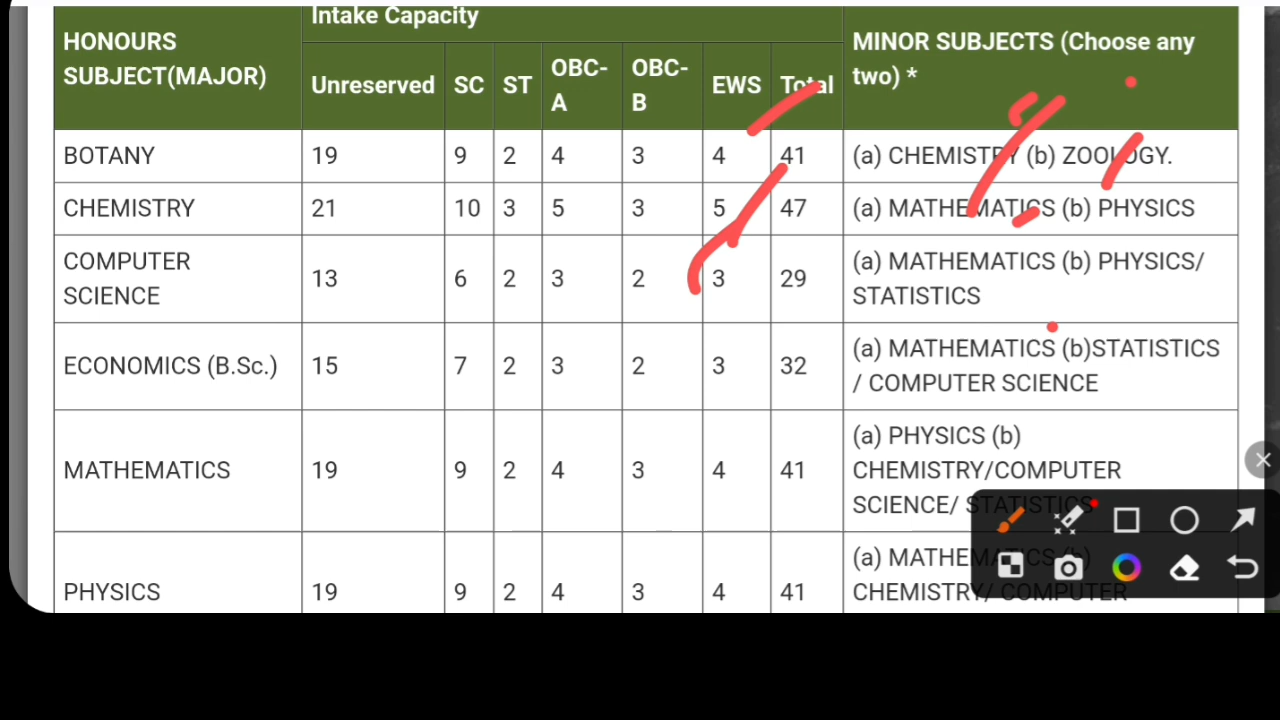 Intake Capacity
HONOURS SUBJECT(MAJOR)
MINOR SUBJECTS (Choose any two) *
Unreserved SC ST OBC-A OBC-B EWS Total
BOTANY 19 9 2 4 3 4 41 (a) CHEMISTRY (b) ZOOLOGY.
CHEMISTRY 21 10 3 5 3 5 47 (a) MATHEMATICS (b) PHYSICS
COMPUTER SCIENCE 13 6 2 3 2 3 29 (a) MATHEMATICS (b) PHYSICS/ STATISTICS
ECONOMICS (B.Sc.) 15 7 2 3 2 3 32 (a) MATHEMATICS (b)STATISTICS / COMPUTER SCIENCE
MATHEMATICS 19 9 2 4 3 4 41 (a) PHYSICS (b) CHEMISTRY/COMPUTER SCIENCE/ STATISTICS
PHYSICS 19 9 2 4 3 4 41 (a) MATHEMATICS (b) CHEMISTRY/ COMPUTER